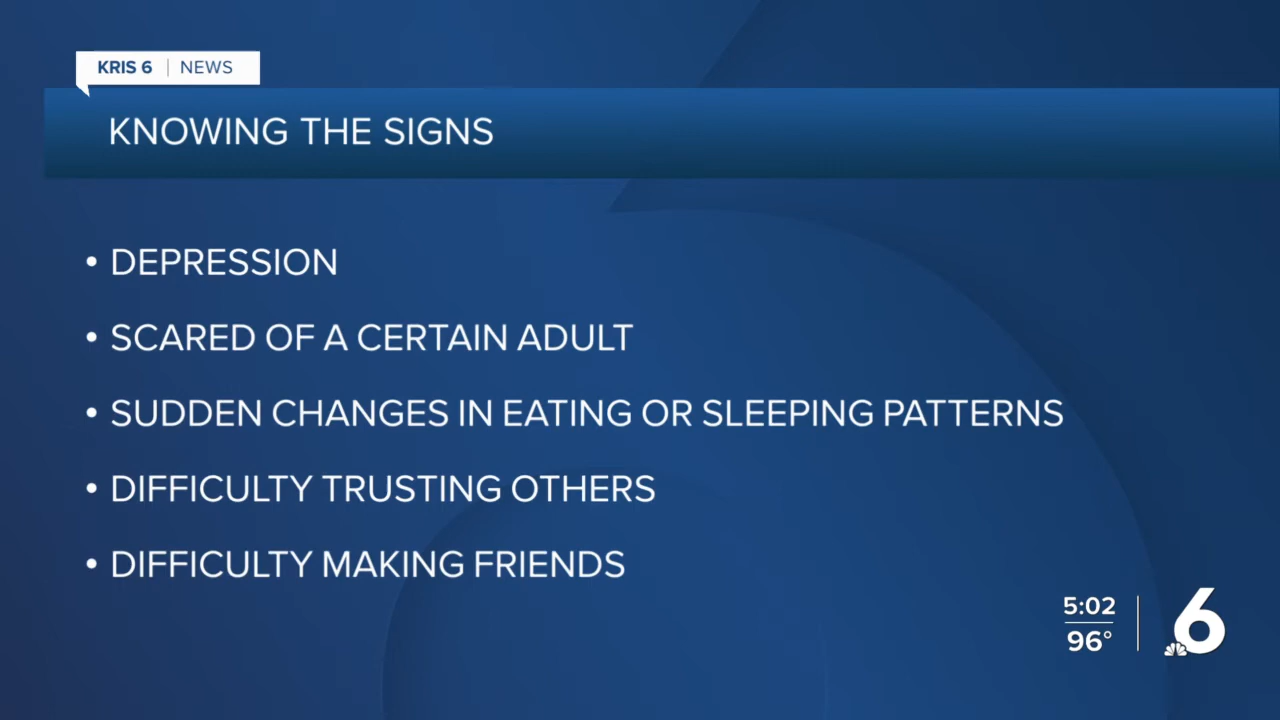 KRIS 6 | NEWS
KNOWING THE SIGNS
• DEPRESSION
• SCARED OF A CERTAIN ADULT
• SUDDEN CHANGES IN EATING OR SLEEPING PATTERNS
• DIFFICULTY TRUSTING OTHERS
• DIFFICULTY MAKING FRIENDS
5:02
96°
6